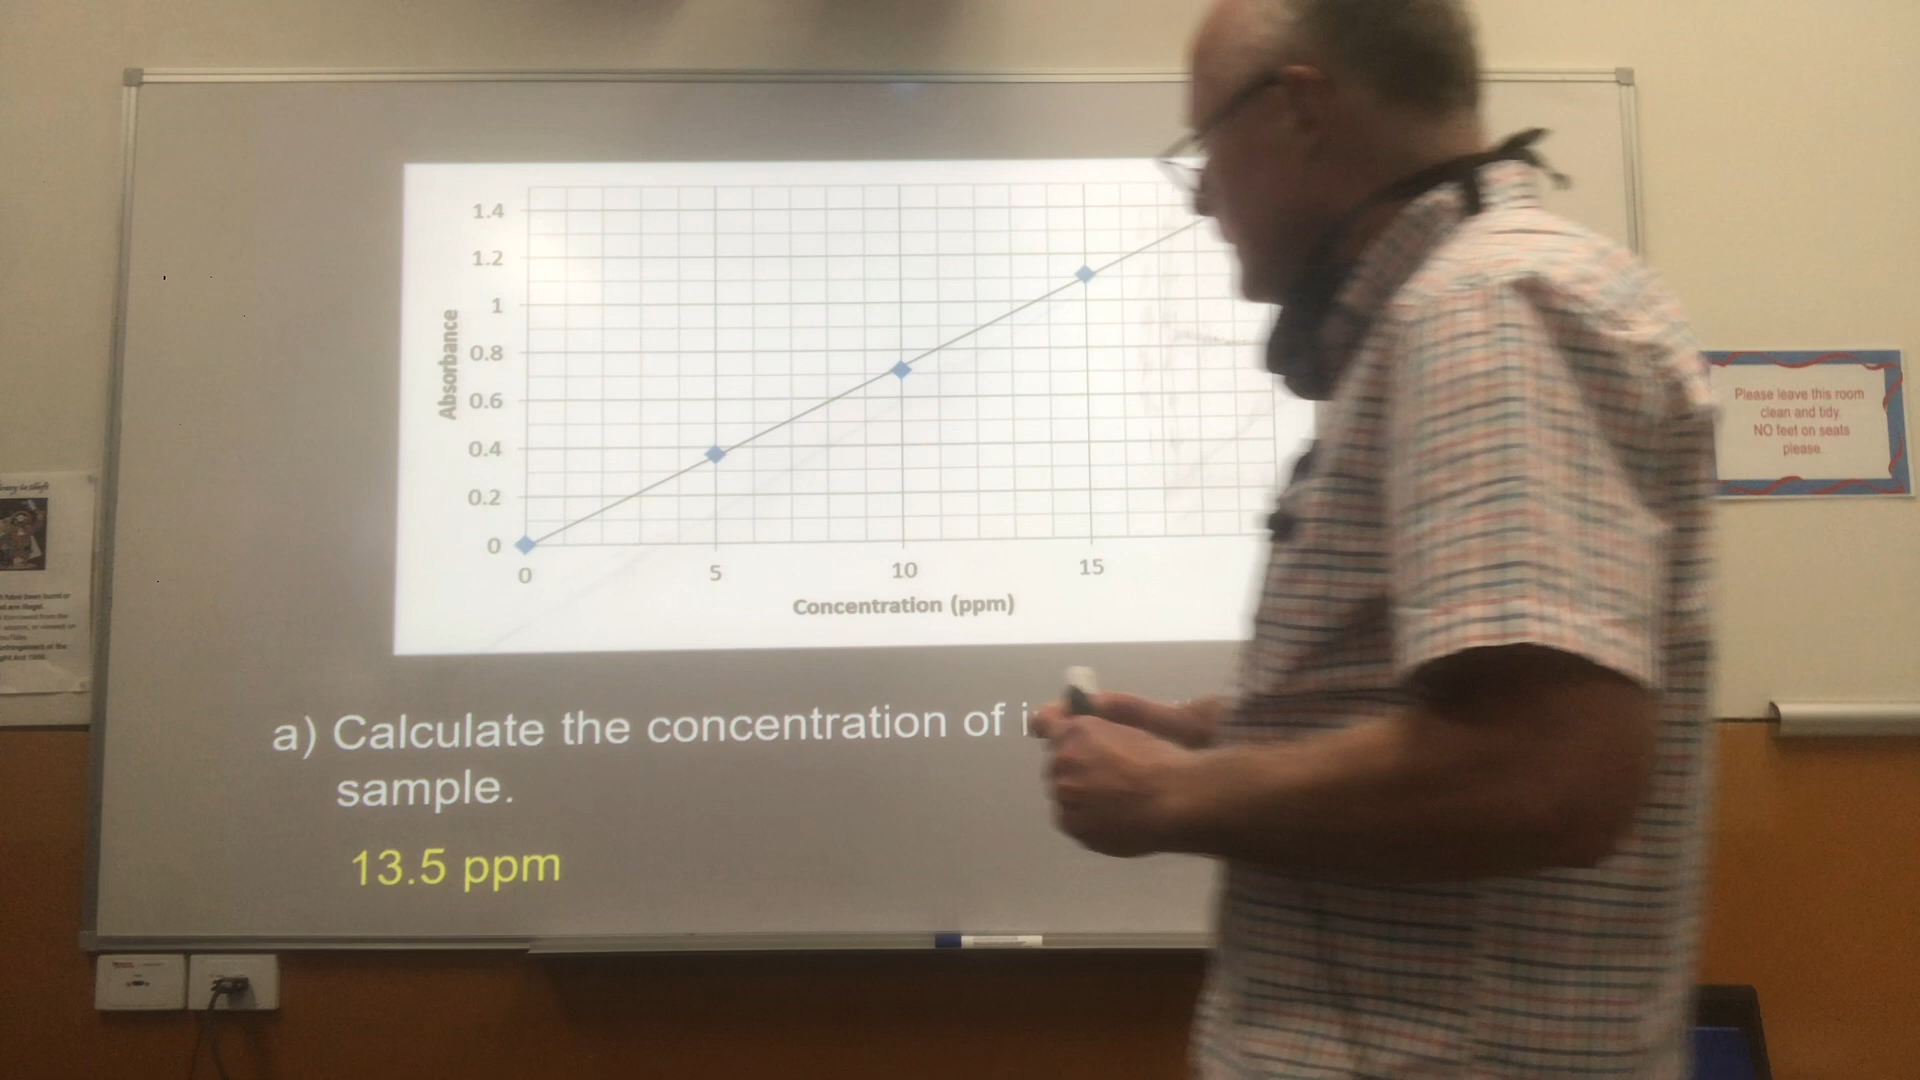 1.4
1.2
1
0.8
0.6
0.4
0.2
0
Absorbance
0 5 10 15
Concentration (ppm)
a) Calculate the concentration of
sample.
13.5 ppm
Please leave this room
clean and tidy.
NO feet on seats
please.